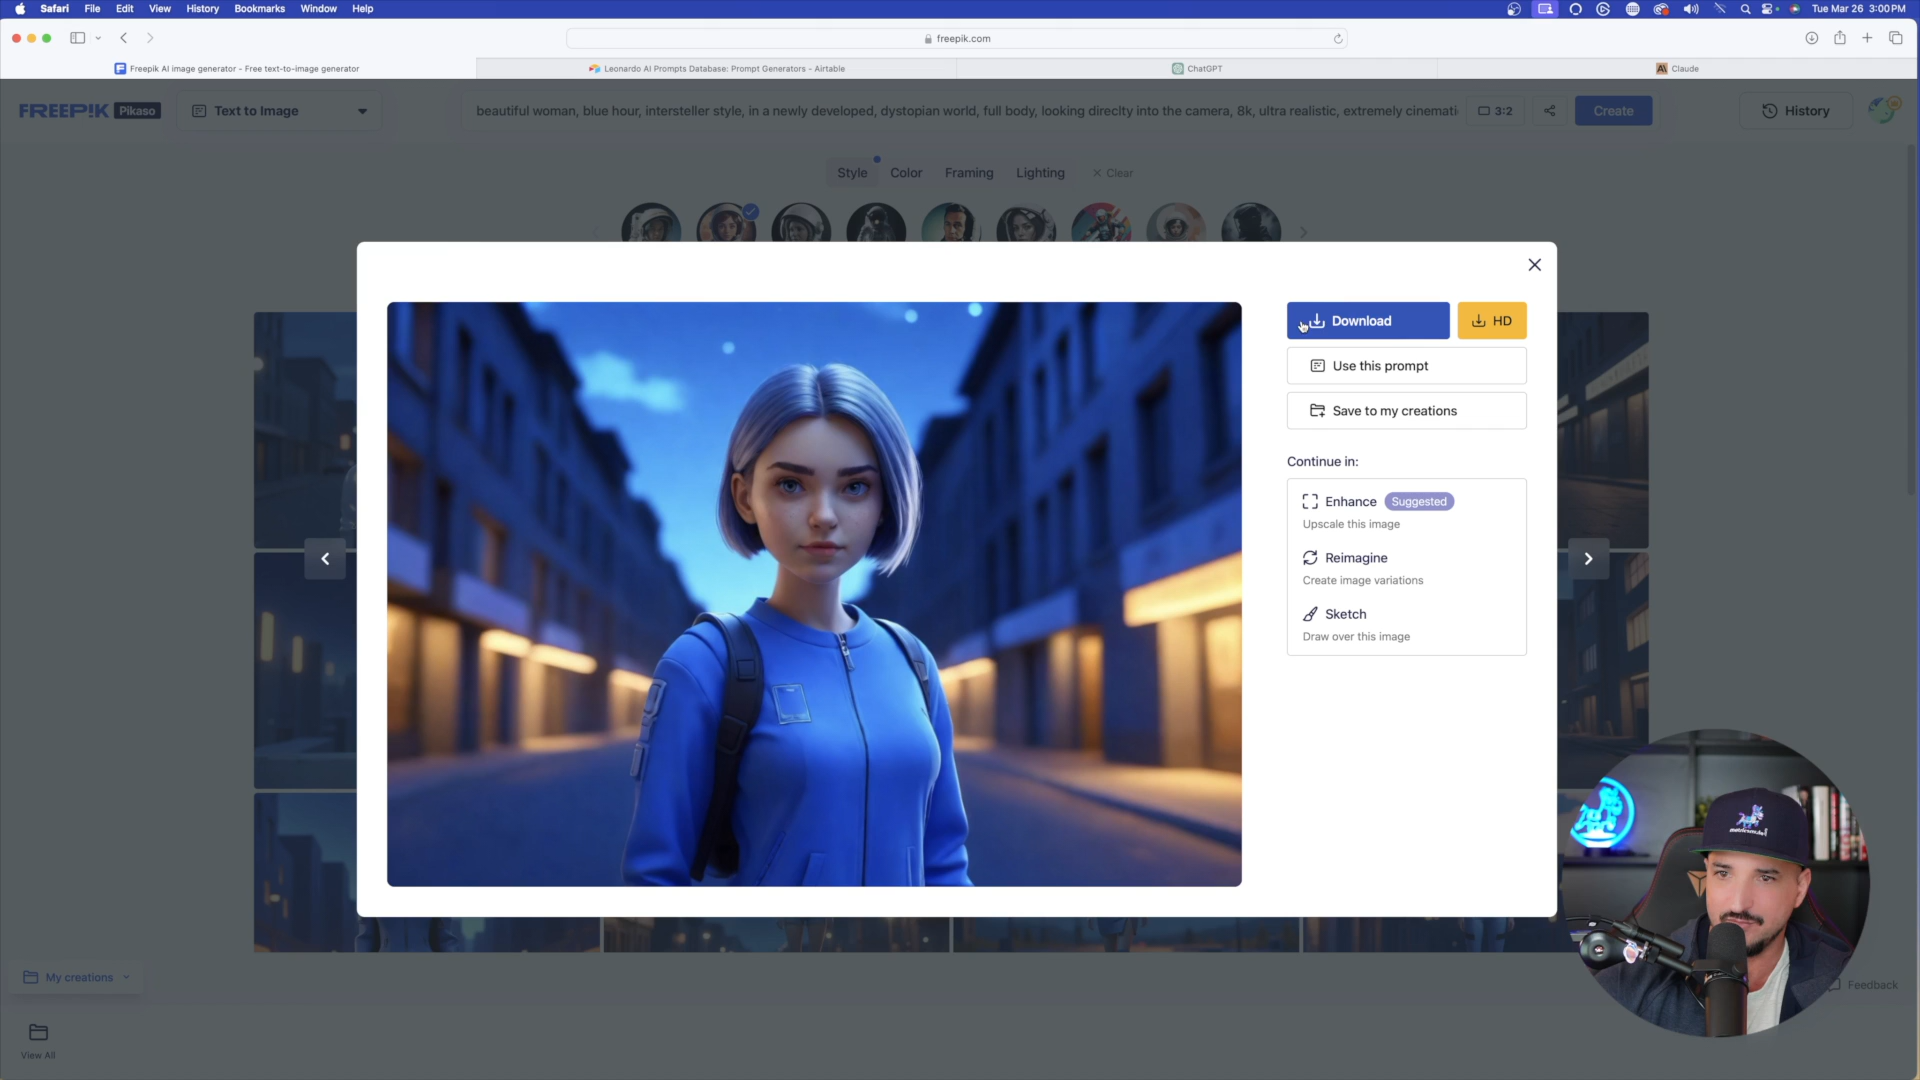 Safari File Edit View History Bookmarks Window Help
Tue Mar 26 3:00 PM
freepik.com
Freepik AI image generator - Free text-to-image generator
Leonardo AI Prompts Database: Prompt Generators - Airtable
ChatGPT
Claude
FREEPIK Pikaso
Text to Image
beautiful woman, blue hour, intersteller style, in a newly developed, dystopian world, full body, looking direclty into the camera, 8k, ultra realistic, extremely cinemati
3:2
Create
History
Style Color Framing Lighting Clear
Download
HD
Use this prompt
Save to my creations
Continue in:
Enhance Suggested
Upscale this image
Reimagine
Create image variations
Sketch
Draw over this image
My creations
Feedback
View All